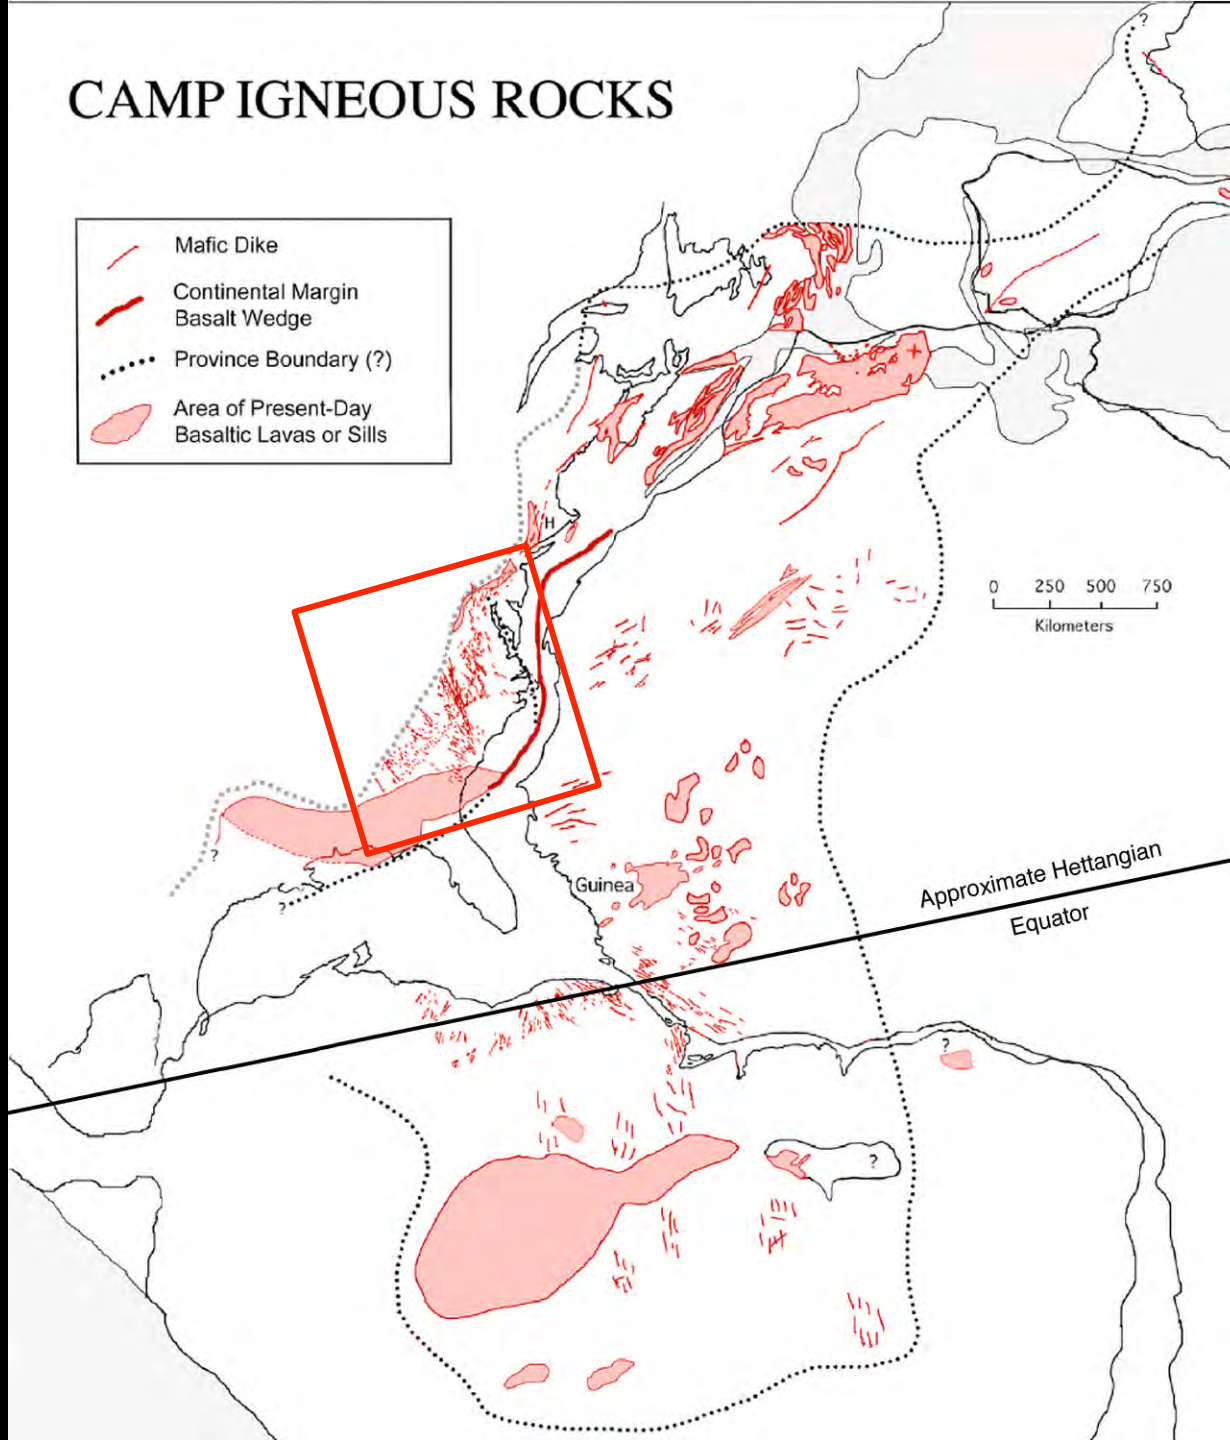 CAMP IGNEOUS ROCKS
Mafic Dike
Continental Margin
Basalt Wedge
Province Boundary (?)
Area of Present-Day
Basaltic Lavas or Sills
?
H
0 250 500 750
Kilometers
?
?
Guinea
Approximate Hettangian
Equator
?
?